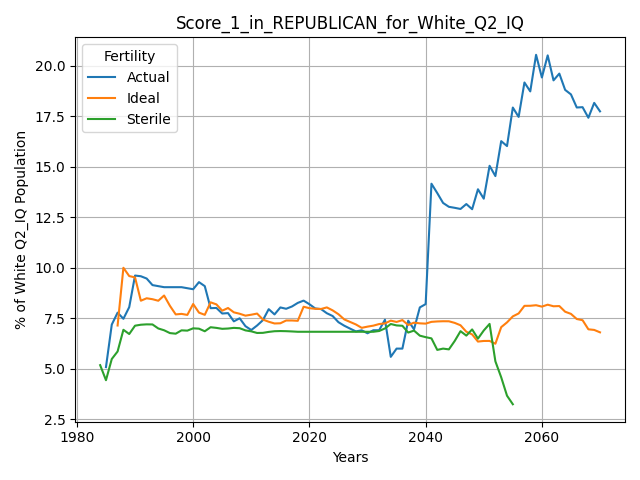 Score_1_in_REPUBLICAN_for_White_Q2_IQ
Fertility
Actual
Ideal
Sterile
% of White Q2_IQ Population
20.0
17.5
15.0
12.5
10.0
7.5
5.0
2.5
1980 2000 2020 2040 2060
Years